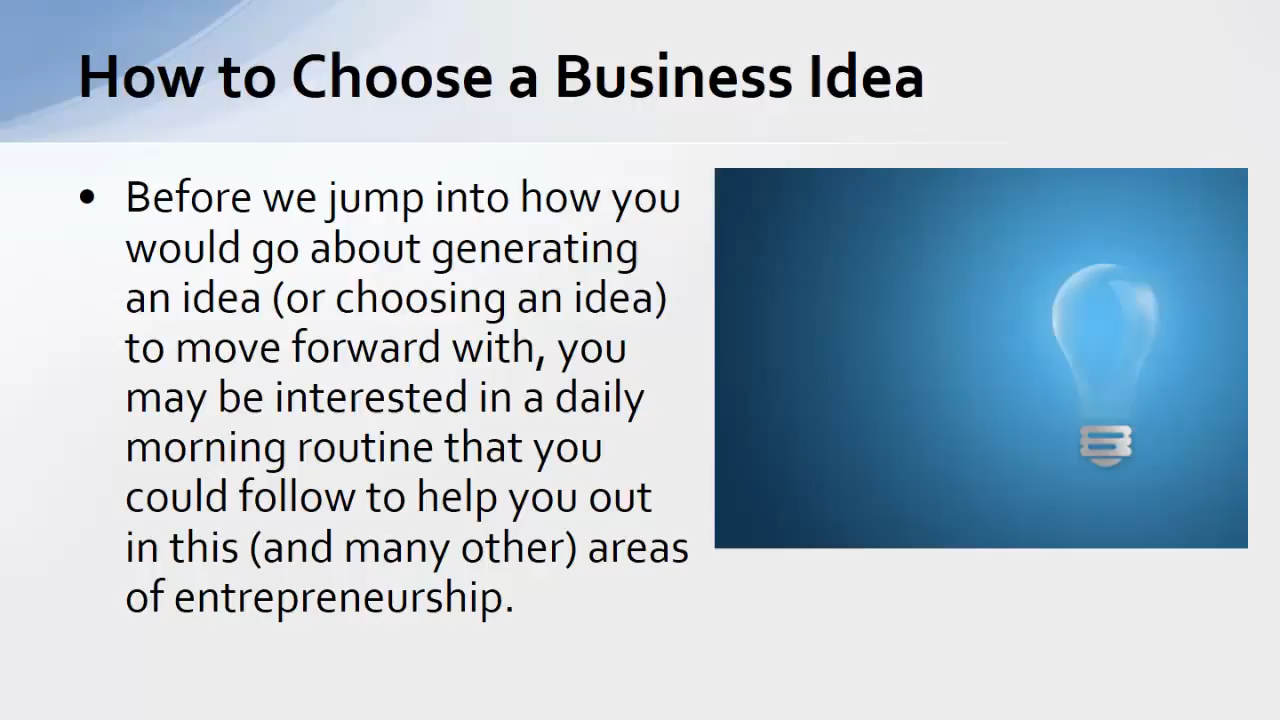 How to Choose a Business Idea
• Before we jump into how you
would go about generating
an idea (or choosing an idea)
to move forward with, you
may be interested in a daily
morning routine that you
could follow to help you out
in this (and many other) areas
of entrepreneurship.